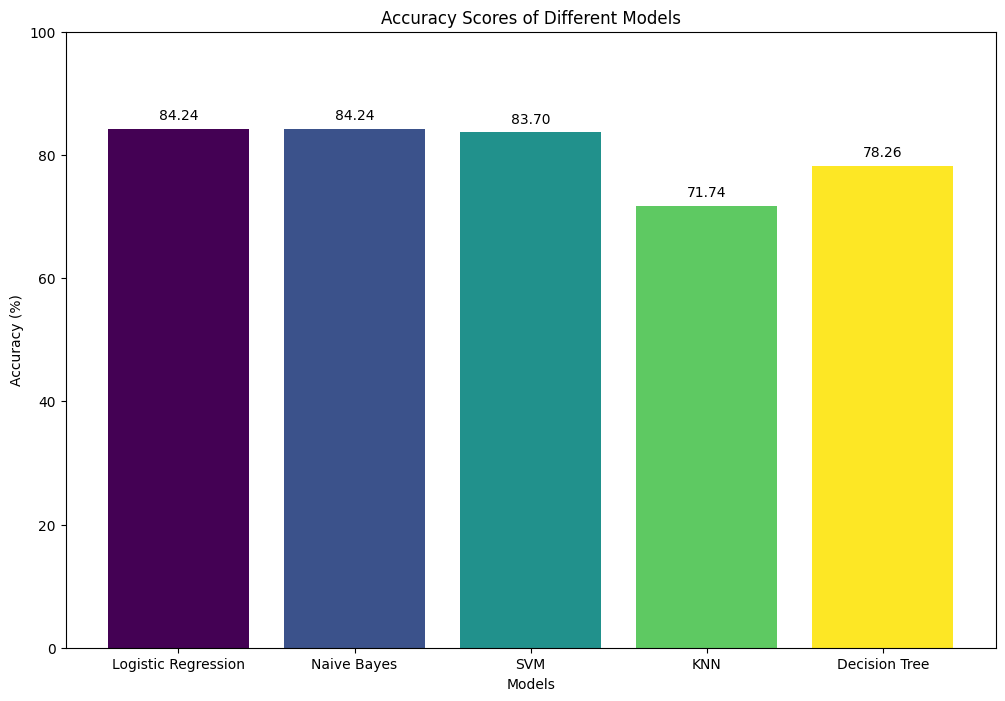 Accuracy Scores of Different Models
100
80
60
40
20
0
Accuracy (%)
84.24
84.24
83.70
71.74
78.26
Logistic Regression
Naive Bayes
SVM
KNN
Decision Tree
Models